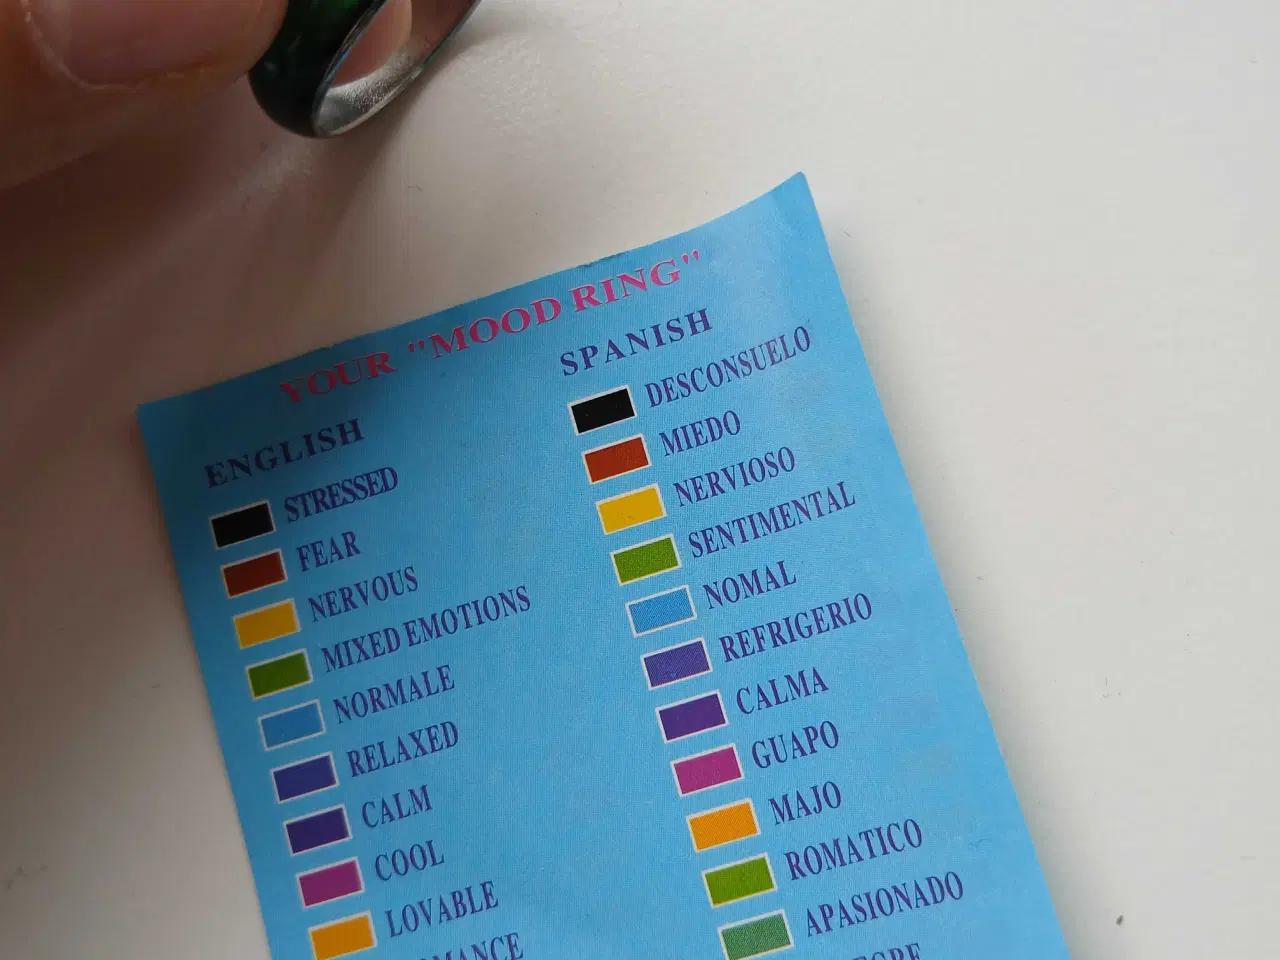 YOUR "MOOD RING"
ENGLISH
STRESSED
FEAR
NERVOUS
MIXED EMOTIONS
NORMALE
RELAXED
CALM
COOL
LOVABLE
SPANISH
DESCONSUELO
MIEDO
NERVIOSO
SENTIMENTAL
NOMAL
REFRIGERIO
CALMA
GUAPO
MAJO
ROMATICO
APASIONADO